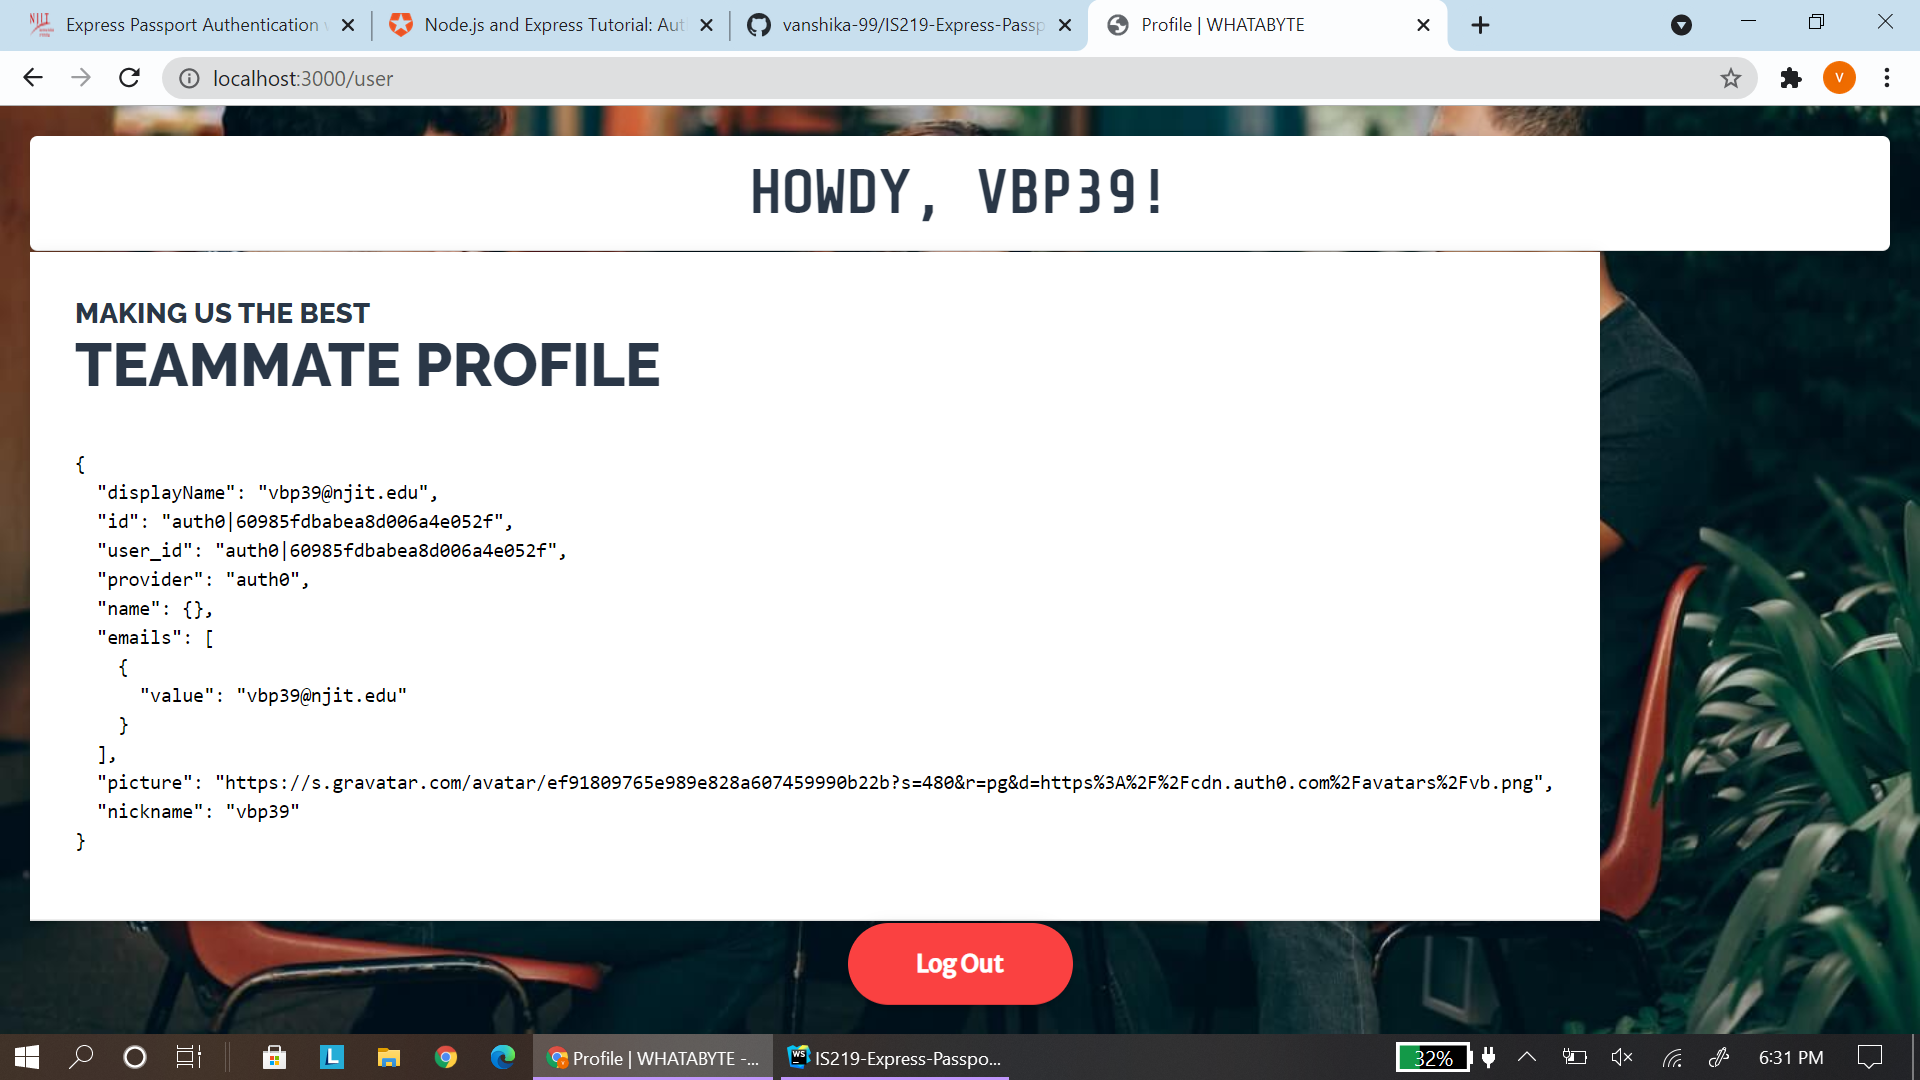 Express Passport Authentication
Node.js and Express Tutorial: Aut
vanshika-99/IS219-Express-Passp
Profile | WHATABYTE
localhost:3000/user
V
HOWDY, VBP39!
MAKING US THE BEST
TEAMMATE PROFILE
{
"displayName": "vbp39@njit.edu",
"id": "auth0|60985fdbabea8d006a4e052f",
"user_id": "auth0|60985fdbabea8d006a4e052f",
"provider": "auth0",
"name": {},
"emails": [
{
"value": "vbp39@njit.edu"
}
],
"picture": "https://s.gravatar.com/avatar/ef91809765e989e828a607459990b22b?s=480&r=pg&d=https%3A%2F%2Fcdn.auth0.com%2Favatars%2Fvb.png",
"nickname": "vbp39"
}
Log Out
L
Profile | WHATABYTE -...
WS
IS219-Express-Passpo...
32%
6:31 PM